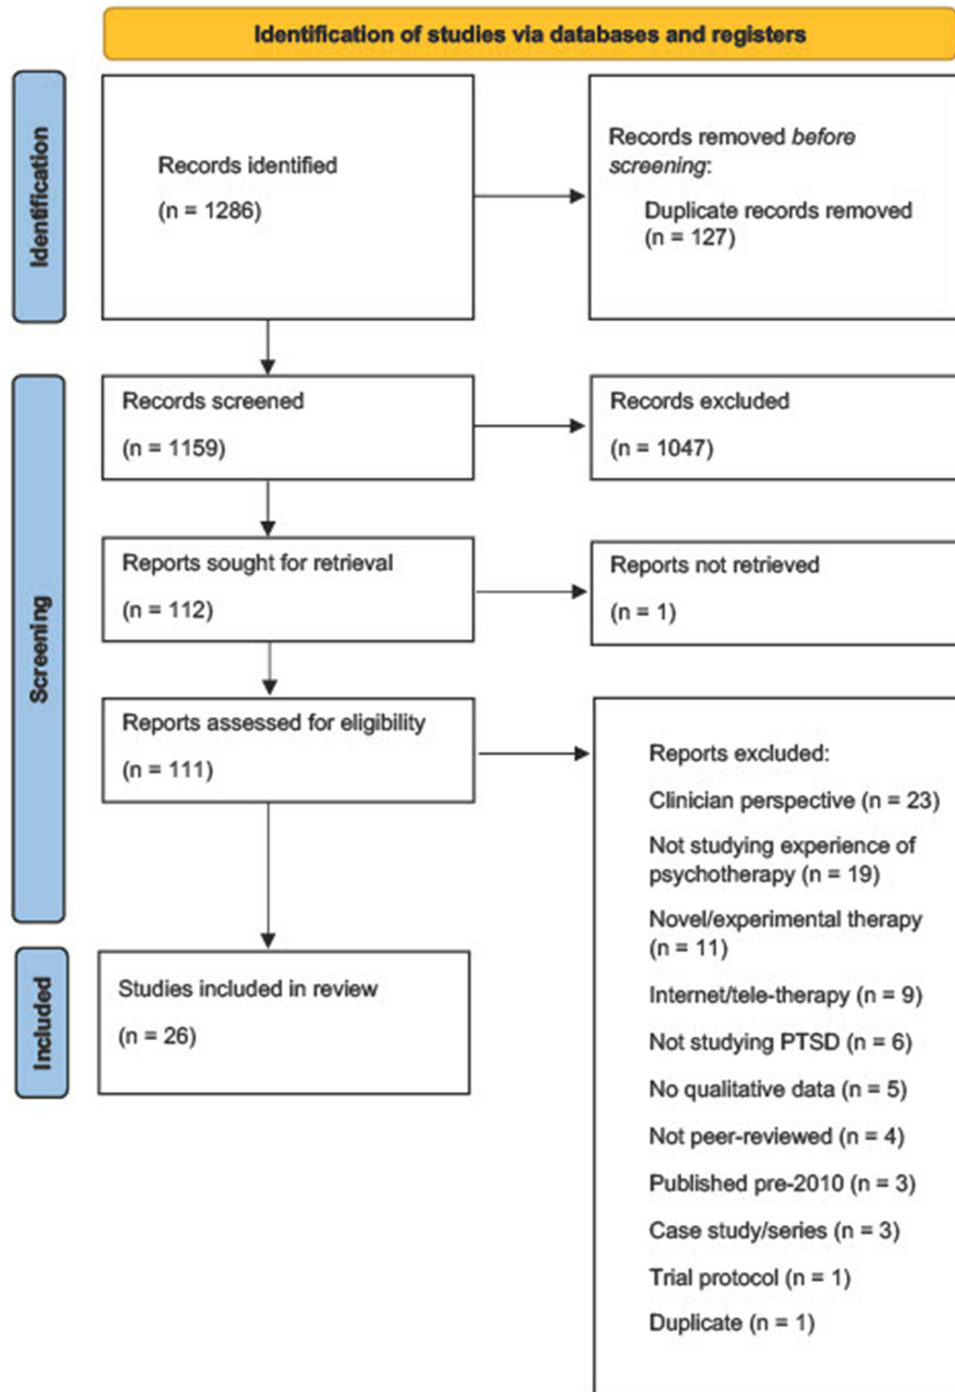 Identification of studies via databases and registers
Identification
Records identified
(n = 1286)
Records removed before
screening:
Duplicate records removed
(n = 127)
Screening
Records screened
(n = 1159)
Records excluded
(n = 1047)
Reports sought for retrieval
(n = 112)
Reports not retrieved
(n = 1)
Reports assessed for eligibility
(n = 111)
Reports excluded:
Clinician perspective (n = 23)
Not studying experience of
psychotherapy (n = 19)
Novel/experimental therapy
(n = 11)
Internet/tele-therapy (n = 9)
Not studying PTSD (n = 6)
No qualitative data (n = 5)
Not peer-reviewed (n = 4)
Published pre-2010 (n = 3)
Case study/series (n = 3)
Trial protocol (n = 1)
Duplicate (n = 1)
Included
Studies included in review
(n = 26)